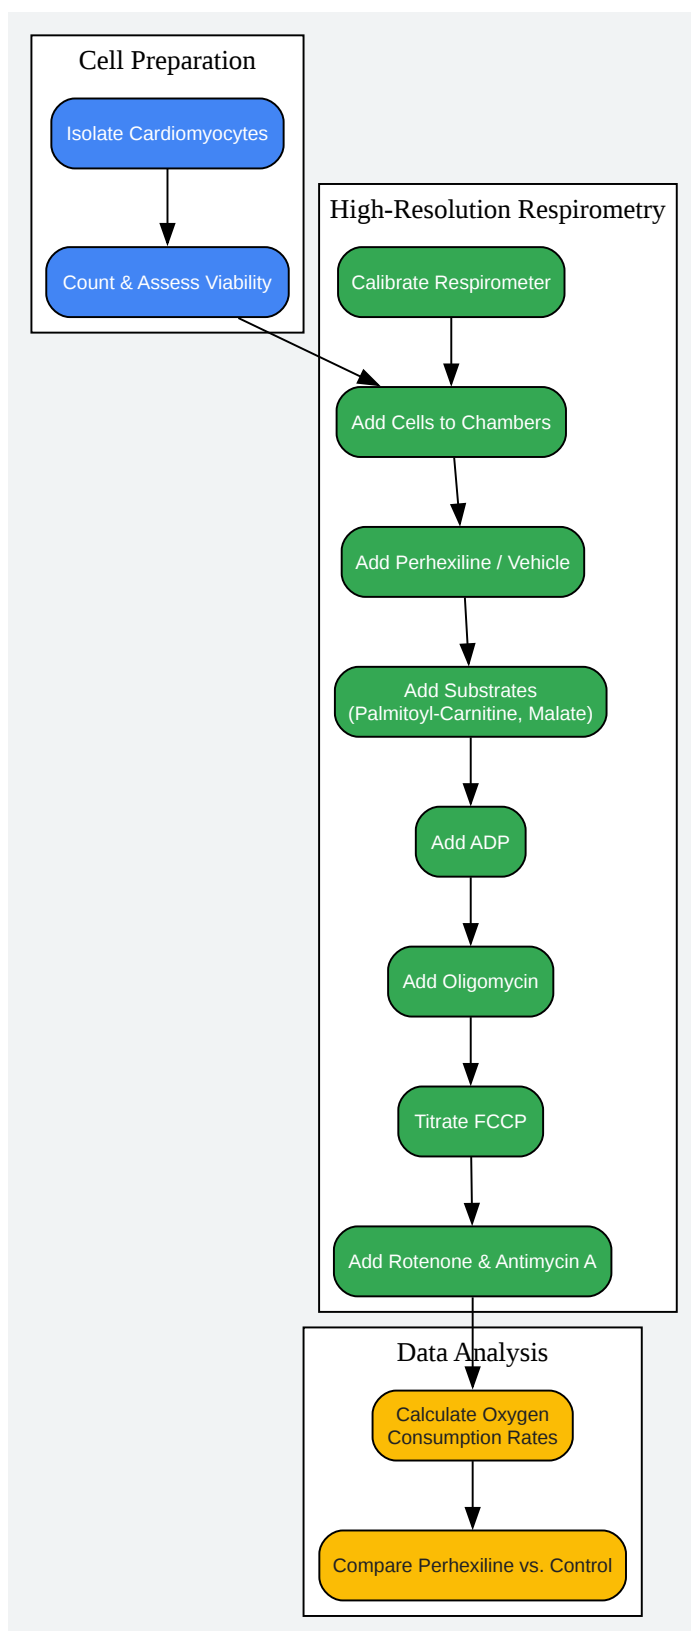 Cell Preparation
Isolate Cardiomyocytes
Count & Assess Viability
High-Resolution Respirometry
Calibrate Respirometer
Add Cells to Chambers
Add Perhexiline / Vehicle
Add Substrates
(Palmitoyl-Carnitine, Malate)
Add ADP
Add Oligomycin
Titrate FCCP
Add Rotenone & Antimycin A
Data Analysis
Calculate Oxygen
Consumption Rates
Compare Perhexiline vs. Control